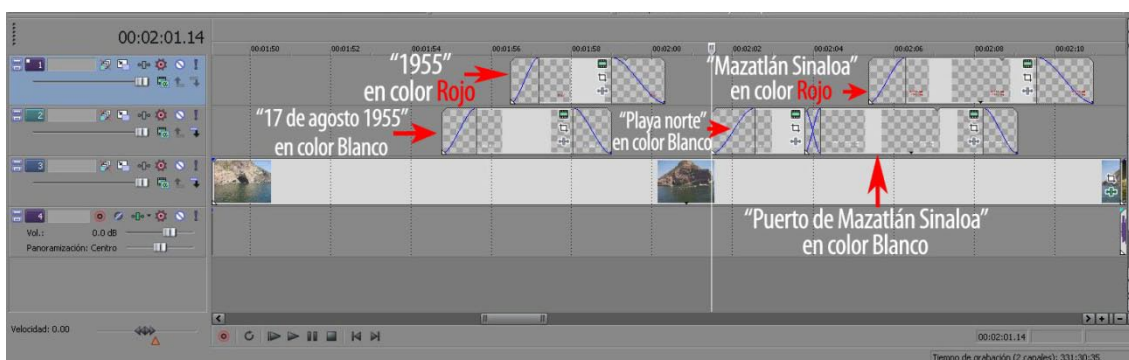 00:02:01.14
00:01:50 00:01:52 00:01:54 00:01:56 00:01:58 00:02:00 00:02:02 00:02:04 00:02:06 00:02:08 00:02:10
1
“1955”
en color Rojo
“Mazatlán Sinaloa”
en color Rojo
2
“17 de agosto 1955”
en color Blanco
“Playa norte”
en color Blanco
3
“Puerto de Mazatlán Sinaloa”
en color Blanco
4
Vol.: 0.0 dB
Panoramización: Centro
Velocidad: 0.00
00:02:01.14
Tiempo de grabación (2 canales): 331:30:35